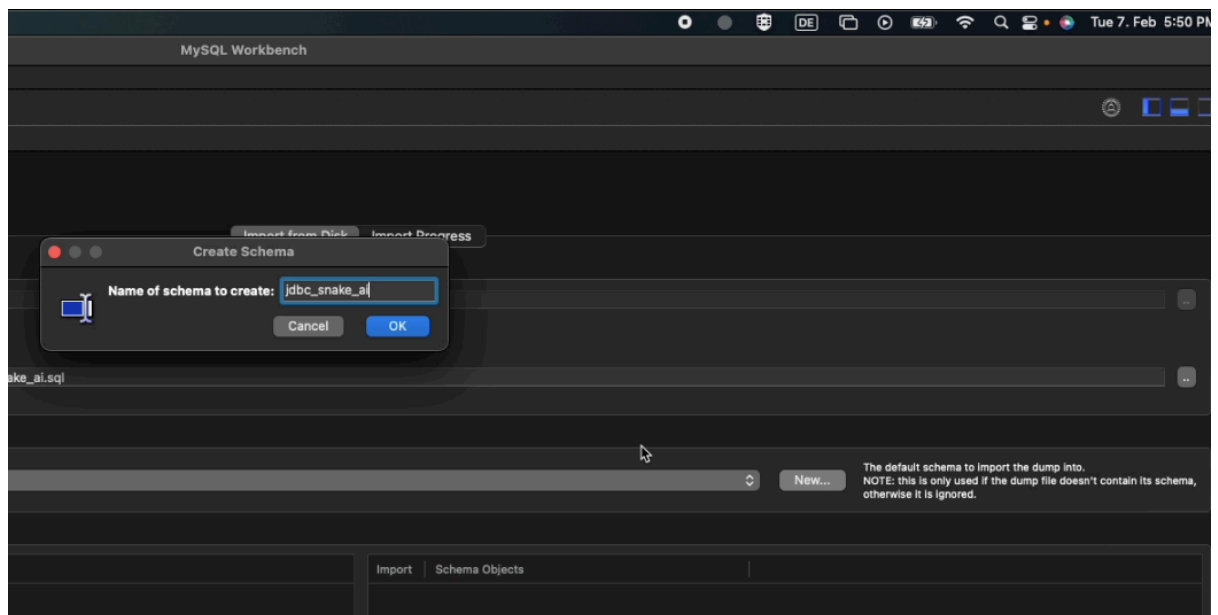 DE
Tue 7. Feb 5:50 PM
MySQL Workbench
Import from Disk
Import Progress
Create Schema
Name of schema to create:
jdbc_snake_ai
Cancel
OK
..
ake_ai.sql
..
New...
The default schema to import the dump into.
NOTE: this is only used if the dump file doesn't contain its schema,
otherwise it is ignored.
Import
Schema Objects